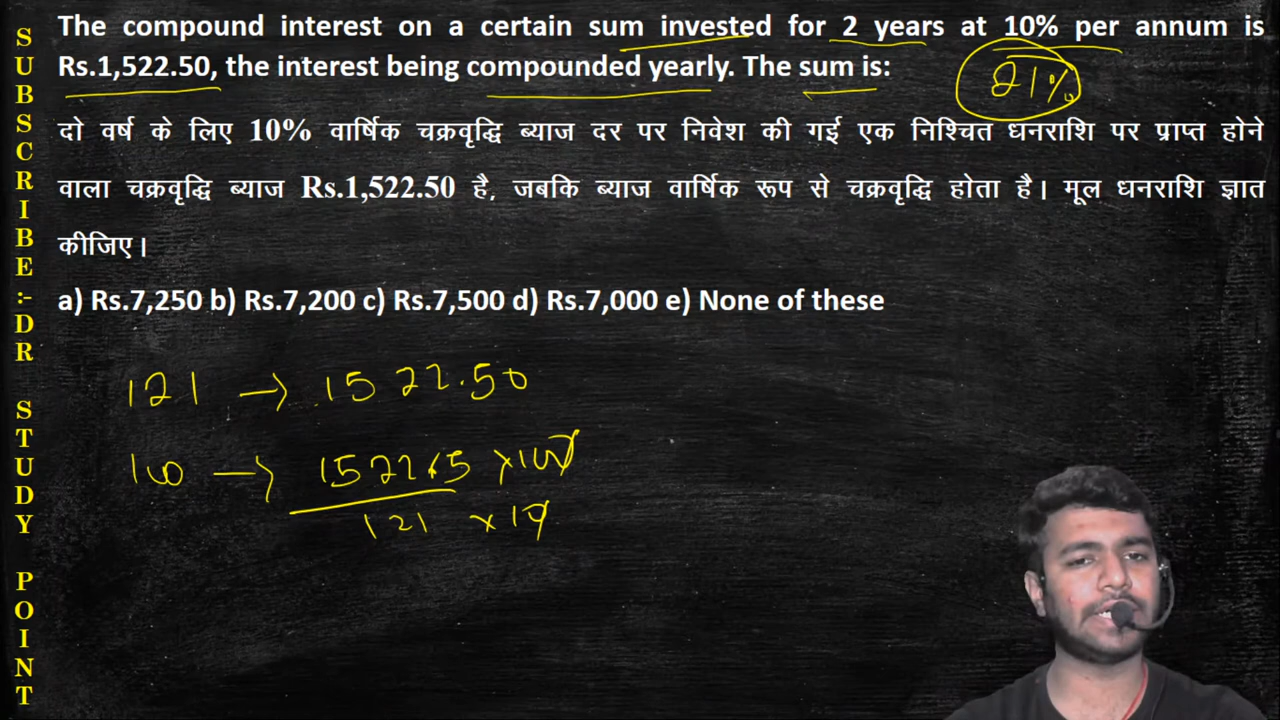 SUBSCRIBE:-DR STUDY POINT
The compound interest on a certain sum invested for 2 years at 10% per annum is
Rs.1,522.50, the interest being compounded yearly. The sum is:
21%
दो वर्ष के लिए 10% वार्षिक चक्रवृद्धि ब्याज दर पर निवेश की गई एक निश्चित धनराशि पर प्राप्त होने
वाला चक्रवृद्धि ब्याज Rs.1,522.50 है, जबकि ब्याज वार्षिक रूप से चक्रवृद्धि होता है। मूल धनराशि ज्ञात
कीजिए।
a) Rs.7,250 b) Rs.7,200 c) Rs.7,500 d) Rs.7,000 e) None of these
121 → 1522.50
100 → 1522.5 ×100
121 ×10